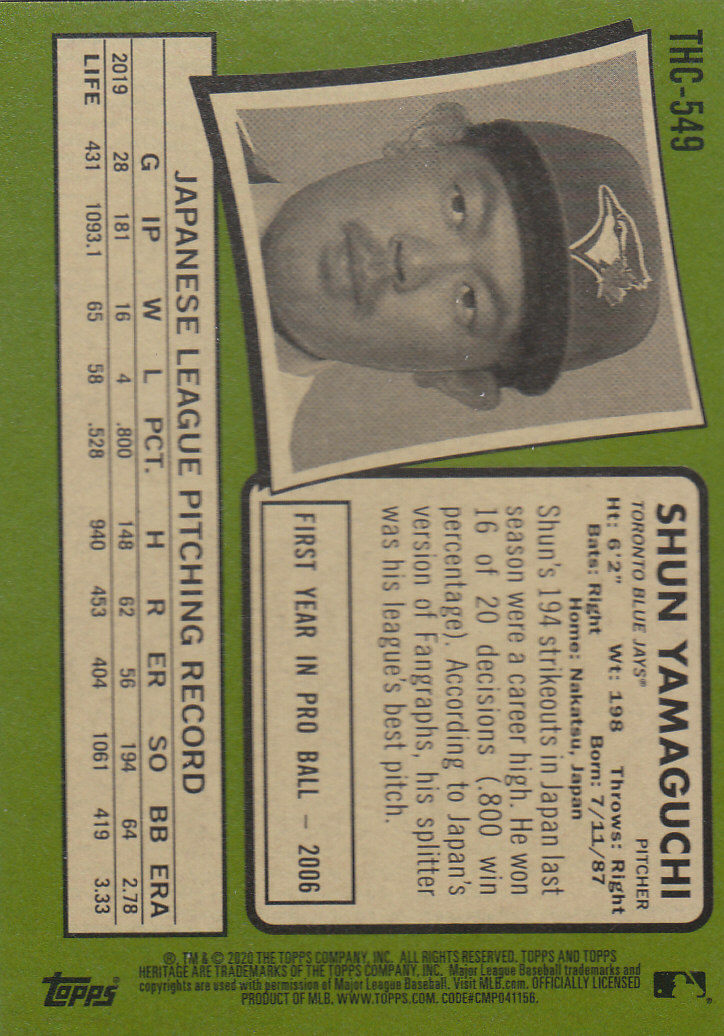 THC-549
SHUN YAMAGUCHI
TORONTO BLUE JAYS® PITCHER
Ht: 6'2" Wt: 198 Throws: Right
Bats: Right Born: 7/11/87
Home: Nakatsu, Japan
Shun's 194 strikeouts in Japan last
season were a career high. He won
16 of 20 decisions (.800 win
percentage). According to Japan's
version of Fangraphs, his splitter
was his league's best pitch.
FIRST YEAR IN PRO BALL – 2006
JAPANESE LEAGUE PITCHING RECORD
G IP W L PCT. H R ER SO BB ERA
2019 28 181 16 4 .800 148 62 56 194 64 2.78
LIFE 431 1093.1 65 58 .528 940 453 404 1061 419 3.33
®, TM & © 2020 THE TOPPS COMPANY, INC. ALL RIGHTS RESERVED. TOPPS AND TOPPS
HERITAGE ARE TRADEMARKS OF THE TOPPS COMPANY, INC. Major League Baseball trademarks and
copyrights are used with permission of Major League Baseball. Visit MLB.com. OFFICIALLY LICENSED
PRODUCT OF MLB. WWW.TOPPS.COM. CODE#CMP041156.
topps®